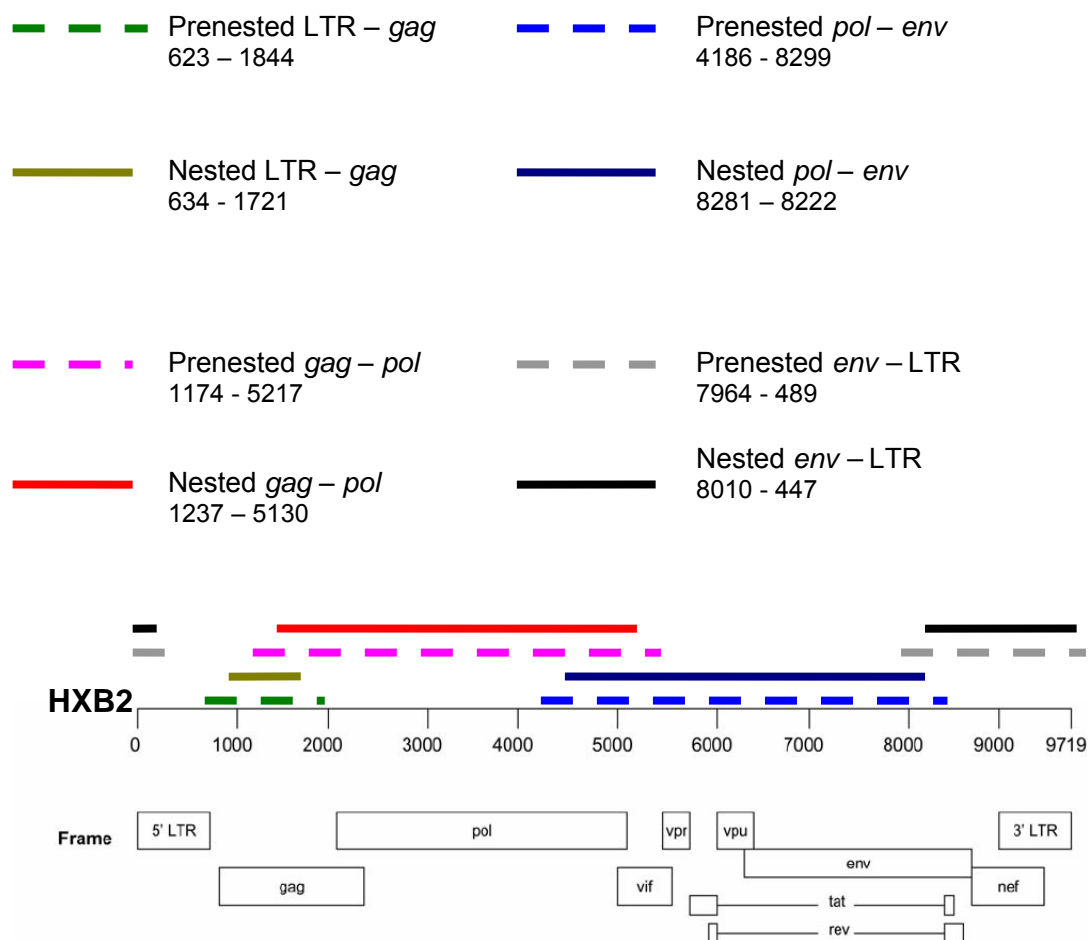 Prenested LTR – gag
623 – 1844
Prenested pol – env
4186 - 8299
Nested LTR – gag
634 - 1721
Nested pol – env
8281 – 8222
Prenested gag – pol
1174 - 5217
Prenested env – LTR
7964 - 489
Nested gag – pol
1237 – 5130
Nested env – LTR
8010 - 447
HXB2
0 1000 2000 3000 4000 5000 6000 7000 8000 9000 9719
Frame
5' LTR pol vpr vpu 3' LTR
gag vif env nef
tat
rev